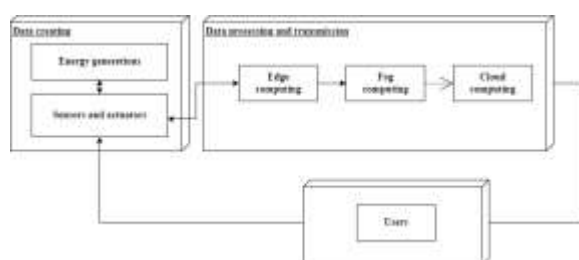 Data creating
Energy generations
Sensors and actuators
Data processing and transmission
Edge
computing
Fog
computing
Cloud
computing
Users